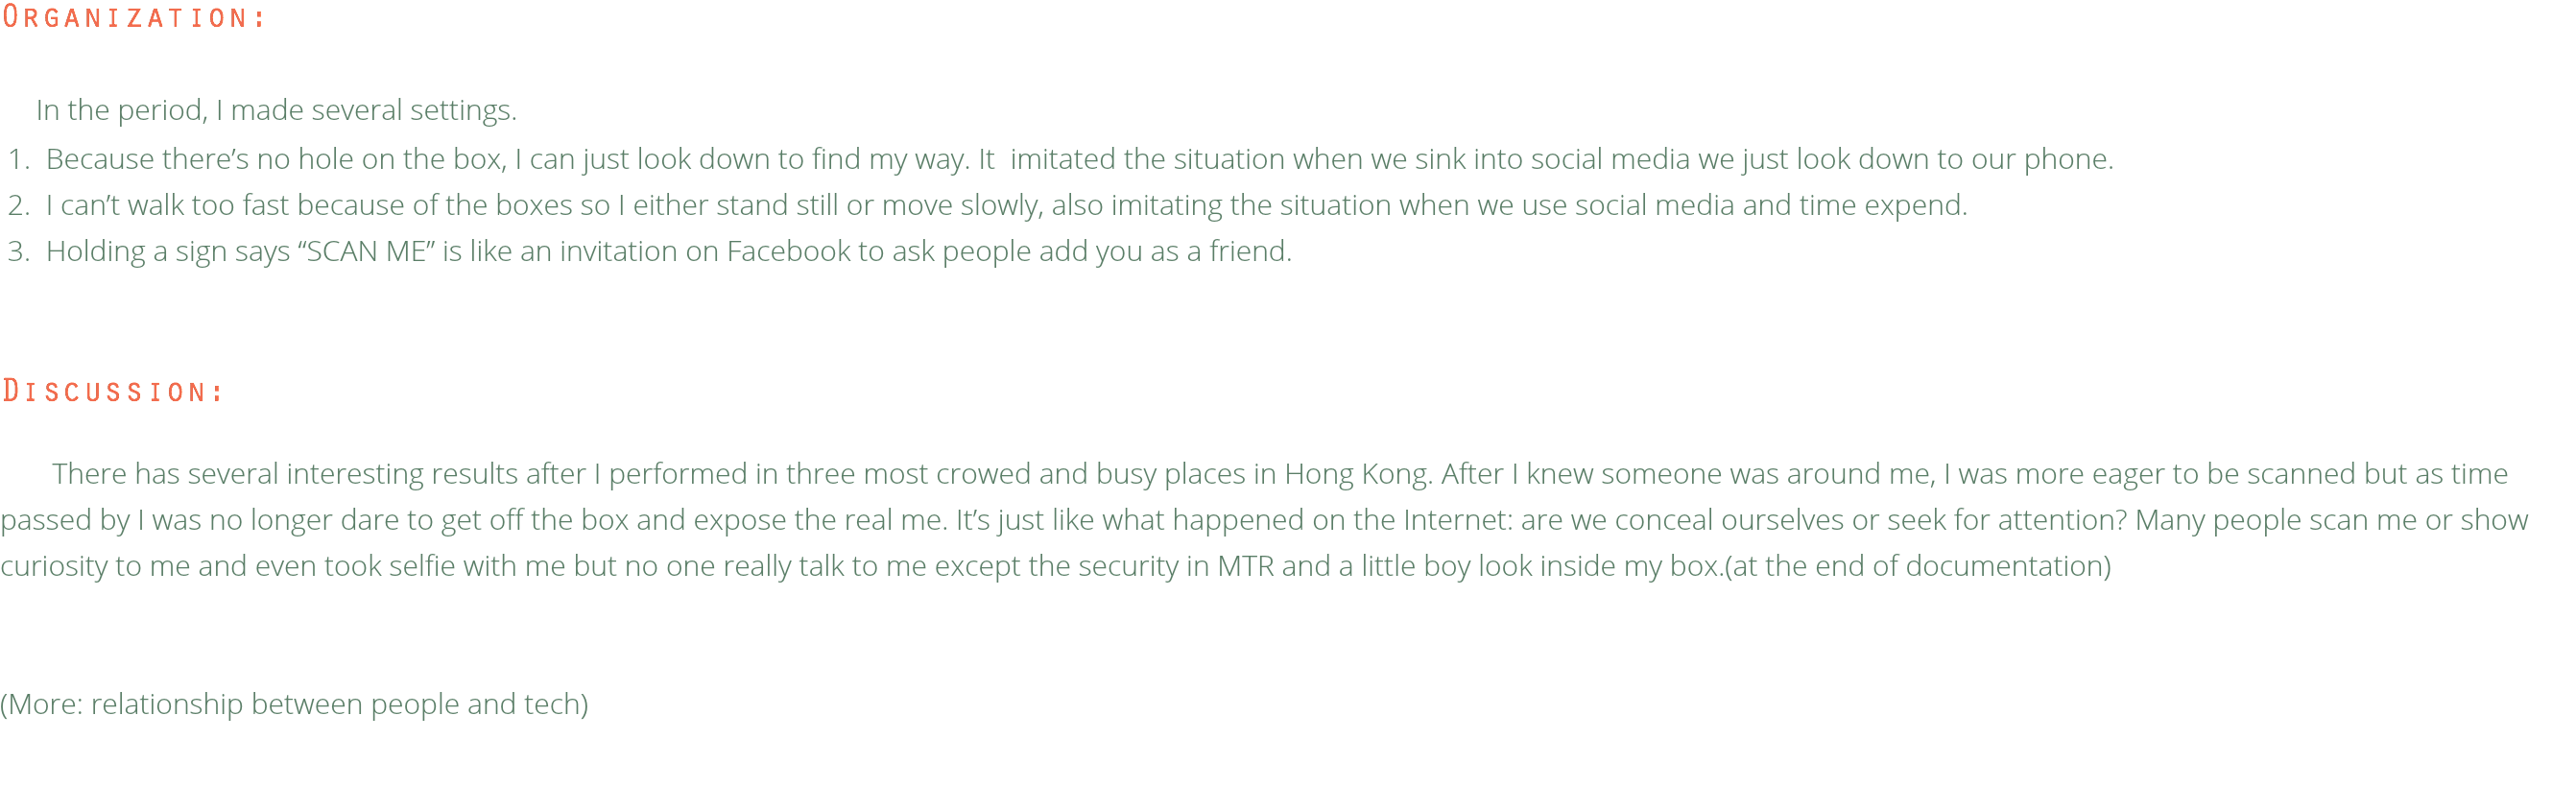 ORGANIZATION:
In the period, I made several settings.
1. Because there’s no hole on the box, I can just look down to find my way. It  imitated the situation when we sink into social media we just look down to our phone.
2. I can’t walk too fast because of the boxes so I either stand still or move slowly, also imitating the situation when we use social media and time expend.
3. Holding a sign says “SCAN ME” is like an invitation on Facebook to ask people add you as a friend.
DISCUSSION:
There has several interesting results after I performed in three most crowed and busy places in Hong Kong. After I knew someone was around me, I was more eager to be scanned but as time
passed by I was no longer dare to get off the box and expose the real me. It’s just like what happened on the Internet: are we conceal ourselves or seek for attention? Many people scan me or show
curiosity to me and even took selfie with me but no one really talk to me except the security in MTR and a little boy look inside my box.(at the end of documentation)
(More: relationship between people and tech)